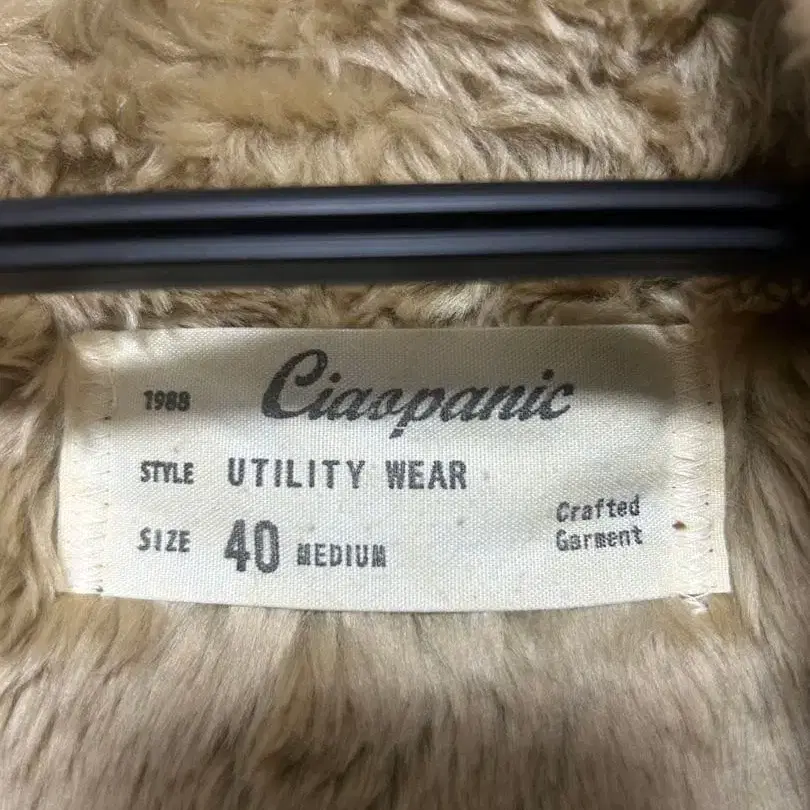 1988 Ciaopanic
STYLE UTILITY WEAR
SIZE 40 MEDIUM
Crafted
Garment